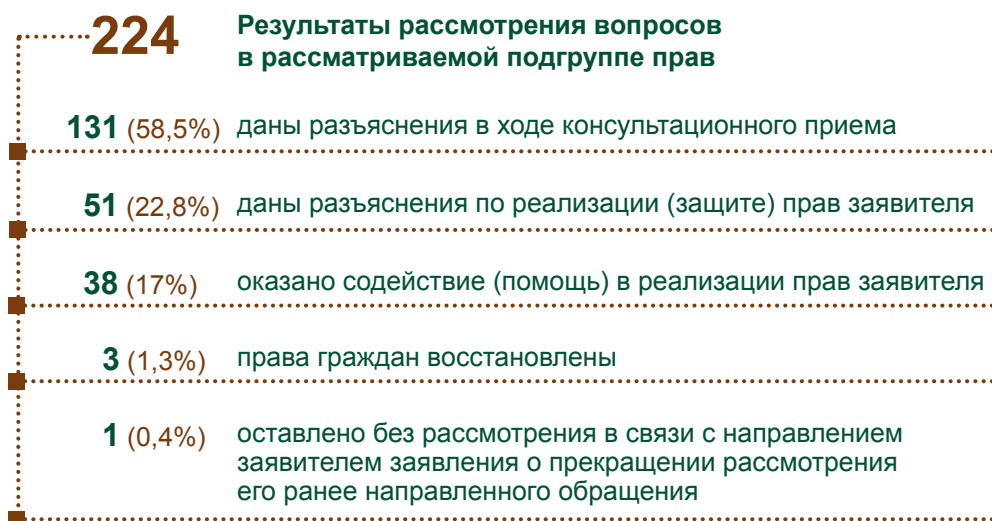 224 Результаты рассмотрения вопросов
в рассматриваемой подгруппе прав
131 (58,5%) даны разъяснения в ходе консультационного приема
51 (22,8%) даны разъяснения по реализации (защите) прав заявителя
38 (17%) оказано содействие (помощь) в реализации прав заявителя
3 (1,3%) права граждан восстановлены
1 (0,4%) оставлено без рассмотрения в связи с направлением
заявителем заявления о прекращении рассмотрения
его ранее направленного обращения